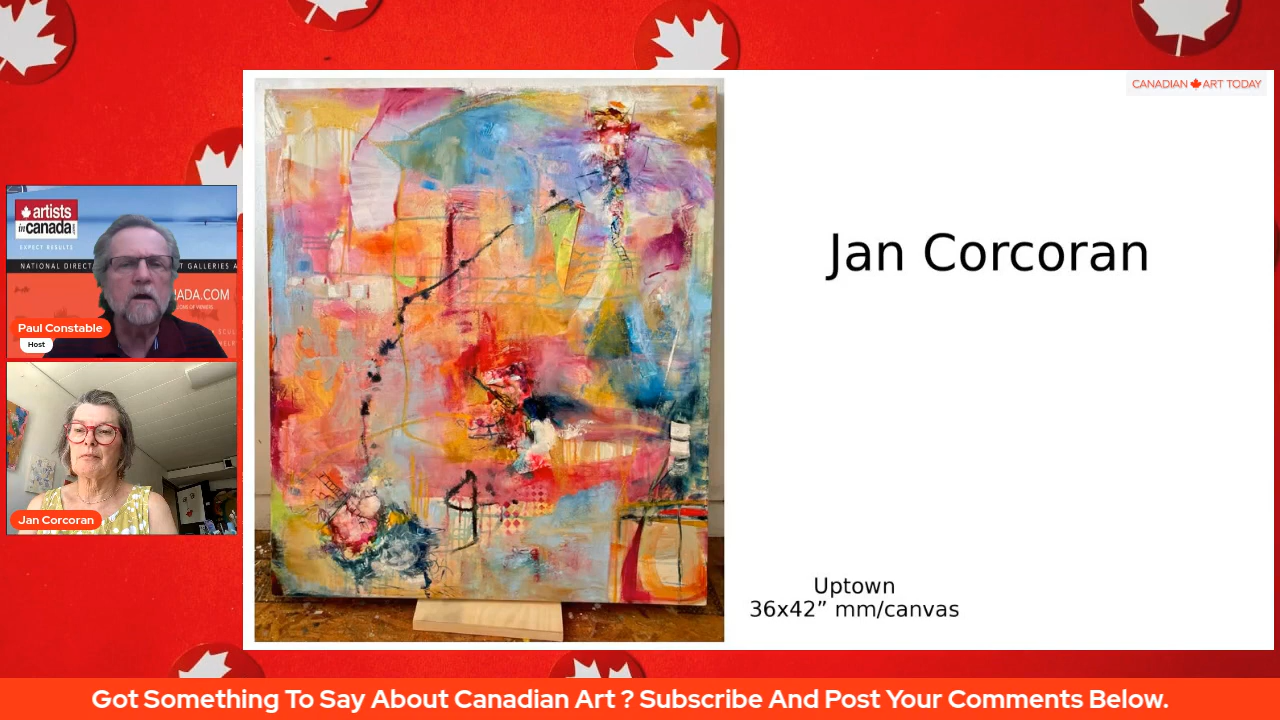 CANADIAN ART TODAY
Jan Corcoran
artists
in canada
EXPECT RESULTS
NATIONAL DIRECT
T GALLERIES A
ADA.COM
Paul Constable
Host
Jan Corcoran
Uptown
36x42” mm/canvas
Got Something To Say About Canadian Art ? Subscribe And Post Your Comments Below.